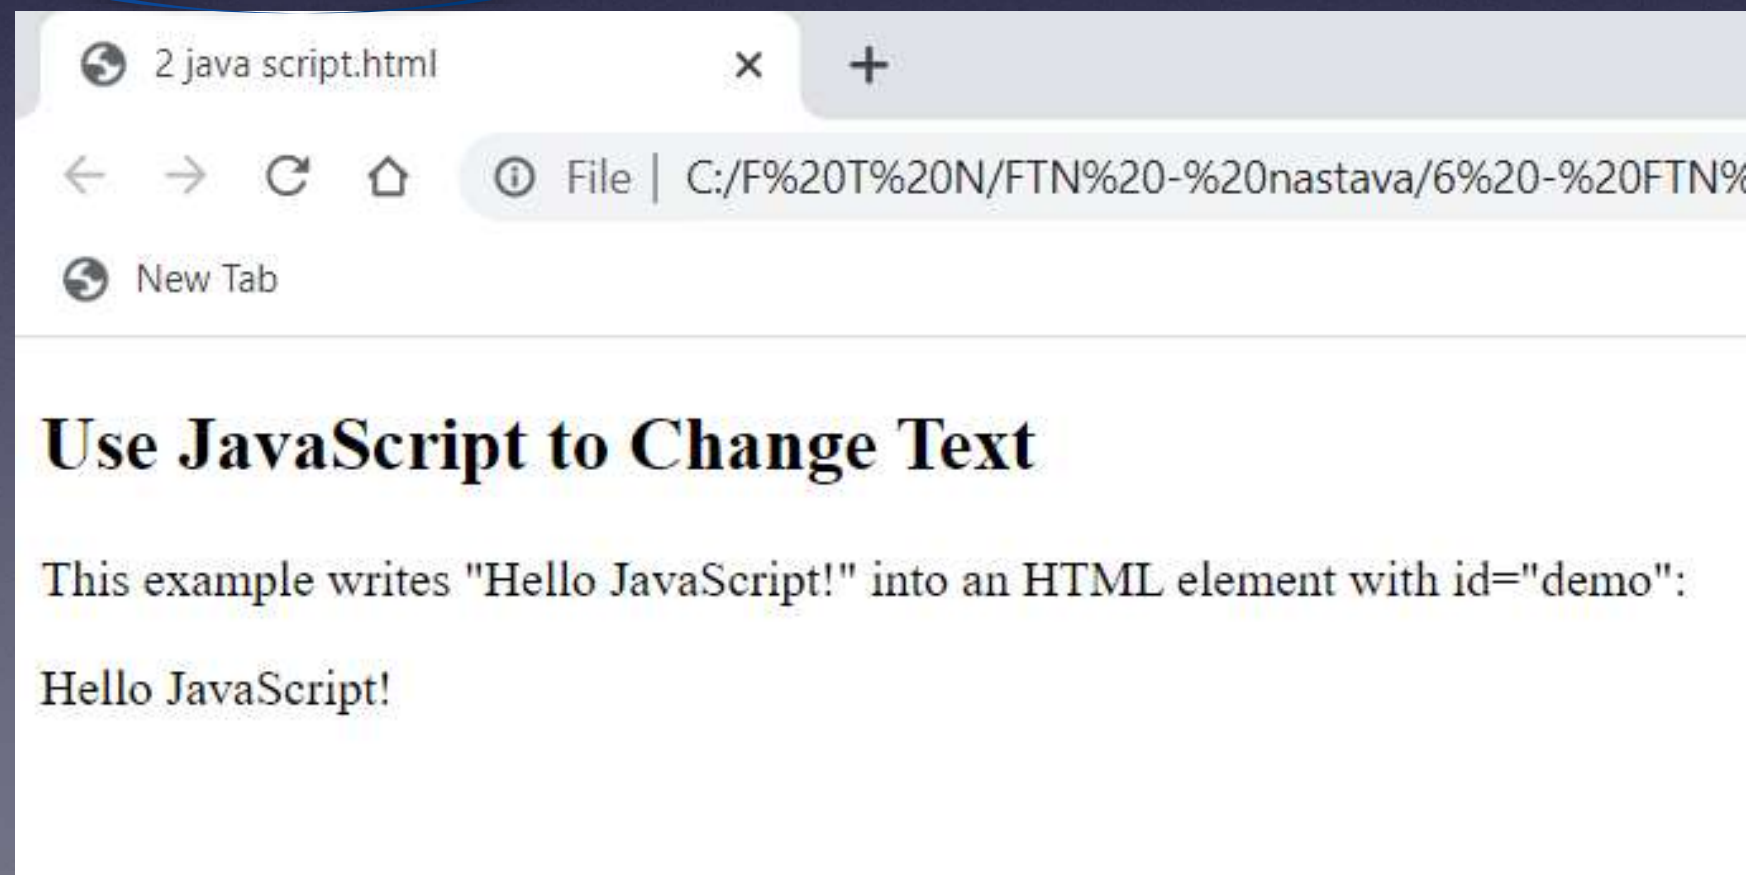 2 java script.html
File | C:/F%20T%20N/FTN%20-%20nastava/6%20-%20FTN%
New Tab
Use JavaScript to Change Text
This example writes "Hello JavaScript!" into an HTML element with id="demo":
Hello JavaScript!